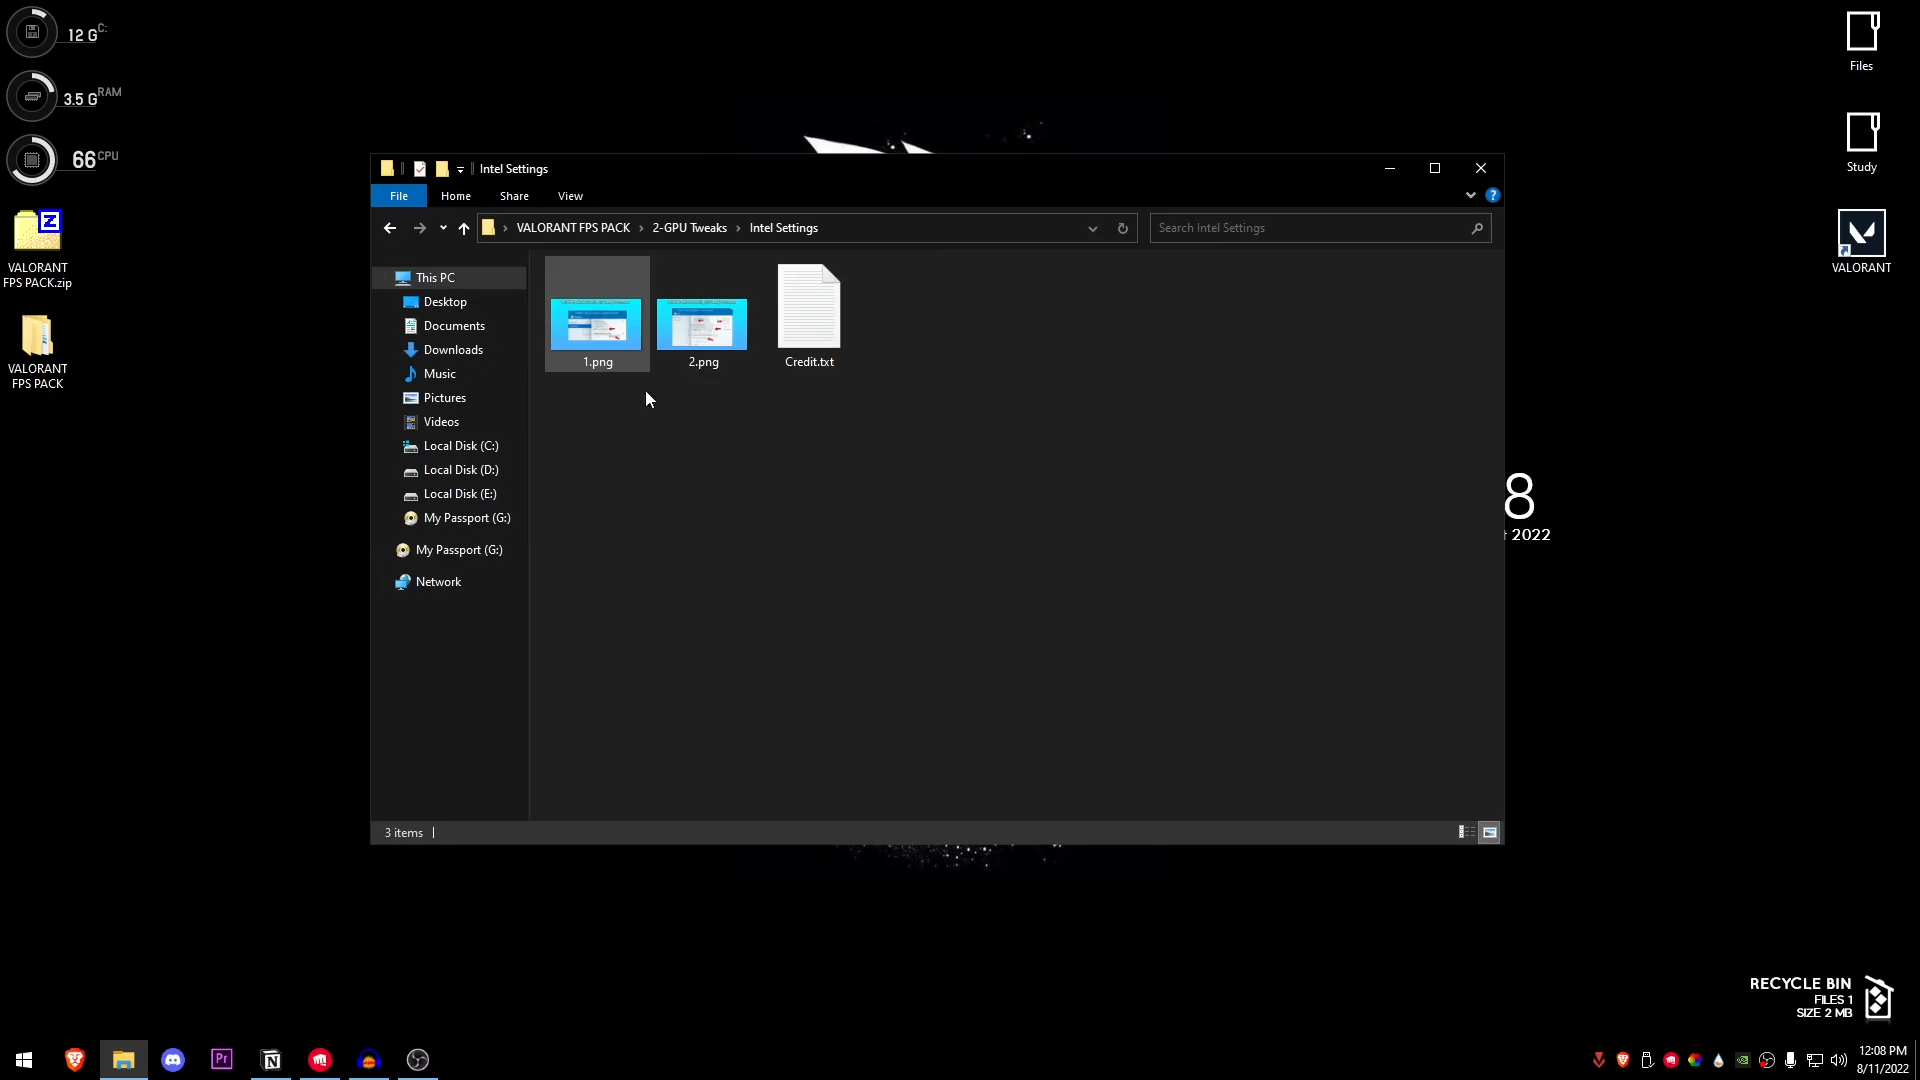 12 G C:
3.5 G RAM
66 CPU
VALORANT
FPS PACK.zip
VALORANT
FPS PACK
Files
Study
VALORANT
Intel Settings
File
Home
Share
View
VALORANT FPS PACK
2-GPU Tweaks
Intel Settings
Search Intel Settings
This PC
Desktop
Documents
Downloads
Music
Pictures
Videos
Local Disk (C:)
Local Disk (D:)
Local Disk (E:)
My Passport (G:)
My Passport (G:)
Network
1.png
2.png
Credit.txt
3 items
8
2022
RECYCLE BIN
FILES 1
SIZE 2 MB
Pr
12:08 PM
8/11/2022